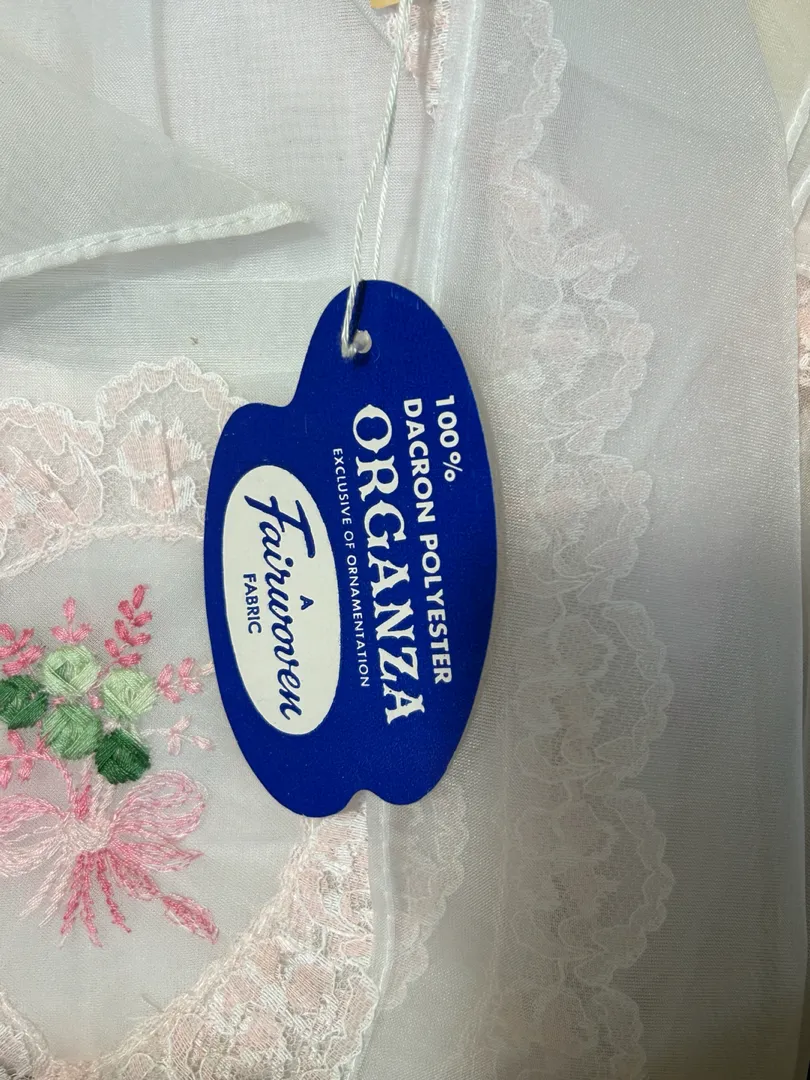 100%
DACRON POLYESTER
ORGANZA
EXCLUSIVE OF ORNAMENTATION
A
Fairwoven
FABRIC